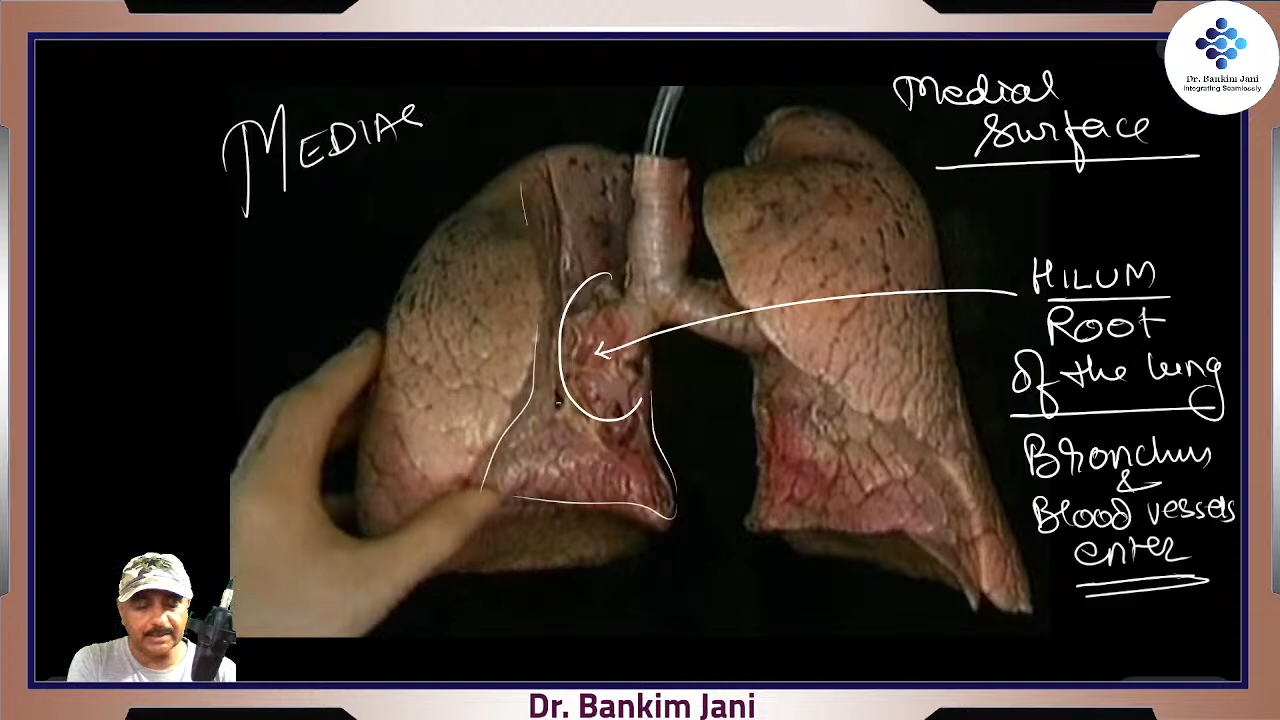 MEDIAL
Medial
Surface
HILUM
Root
Of the lung
Bronchus
&
Blood vessels
enter
Dr. Bankim Jani
Integrating Seamlessly
Dr. Bankim Jani